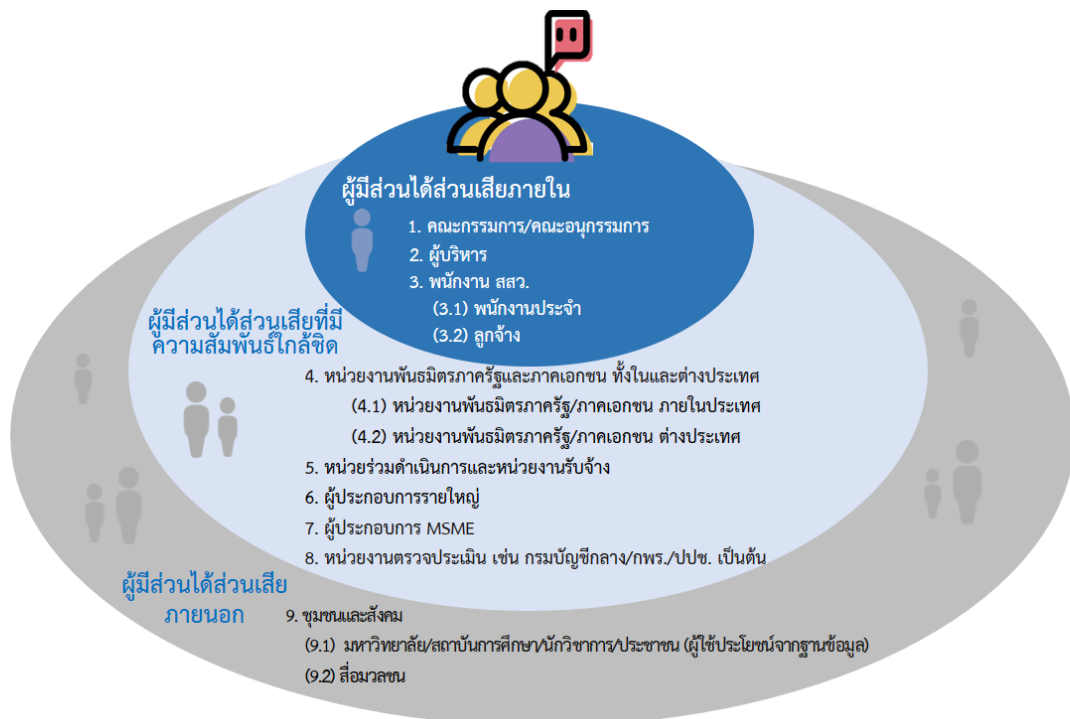 ผู้มีส่วนได้ส่วนเสียภายใน
1. คณะกรรมการ/คณะอนุกรรมการ
2. ผู้บริหาร
3. พนักงาน สสว.
(3.1) พนักงานประจำ
(3.2) ลูกจ้าง
ผู้มีส่วนได้ส่วนเสียที่มี
ความสัมพันธ์ใกล้ชิด
4. หน่วยงานพันธมิตรภาครัฐและภาคเอกชน ทั้งในและต่างประเทศ
(4.1) หน่วยงานพันธมิตรภาครัฐ/ภาคเอกชน ภายในประเทศ
(4.2) หน่วยงานพันธมิตรภาครัฐ/ภาคเอกชน ต่างประเทศ
5. หน่วยร่วมดำเนินการและหน่วยงานรับจ้าง
6. ผู้ประกอบการรายใหญ่
7. ผู้ประกอบการ MSME
8. หน่วยงานตรวจประเมิน เช่น กรมบัญชีกลาง/กพร./ปปช. เป็นต้น
ผู้มีส่วนได้ส่วนเสีย
ภายนอก
9. ชุมชนและสังคม
(9.1) มหาวิทยาลัย/สถาบันการศึกษา/นักวิชาการ/ประชาชน (ผู้ใช้ประโยชน์จากฐานข้อมูล)
(9.2) สื่อมวลชน